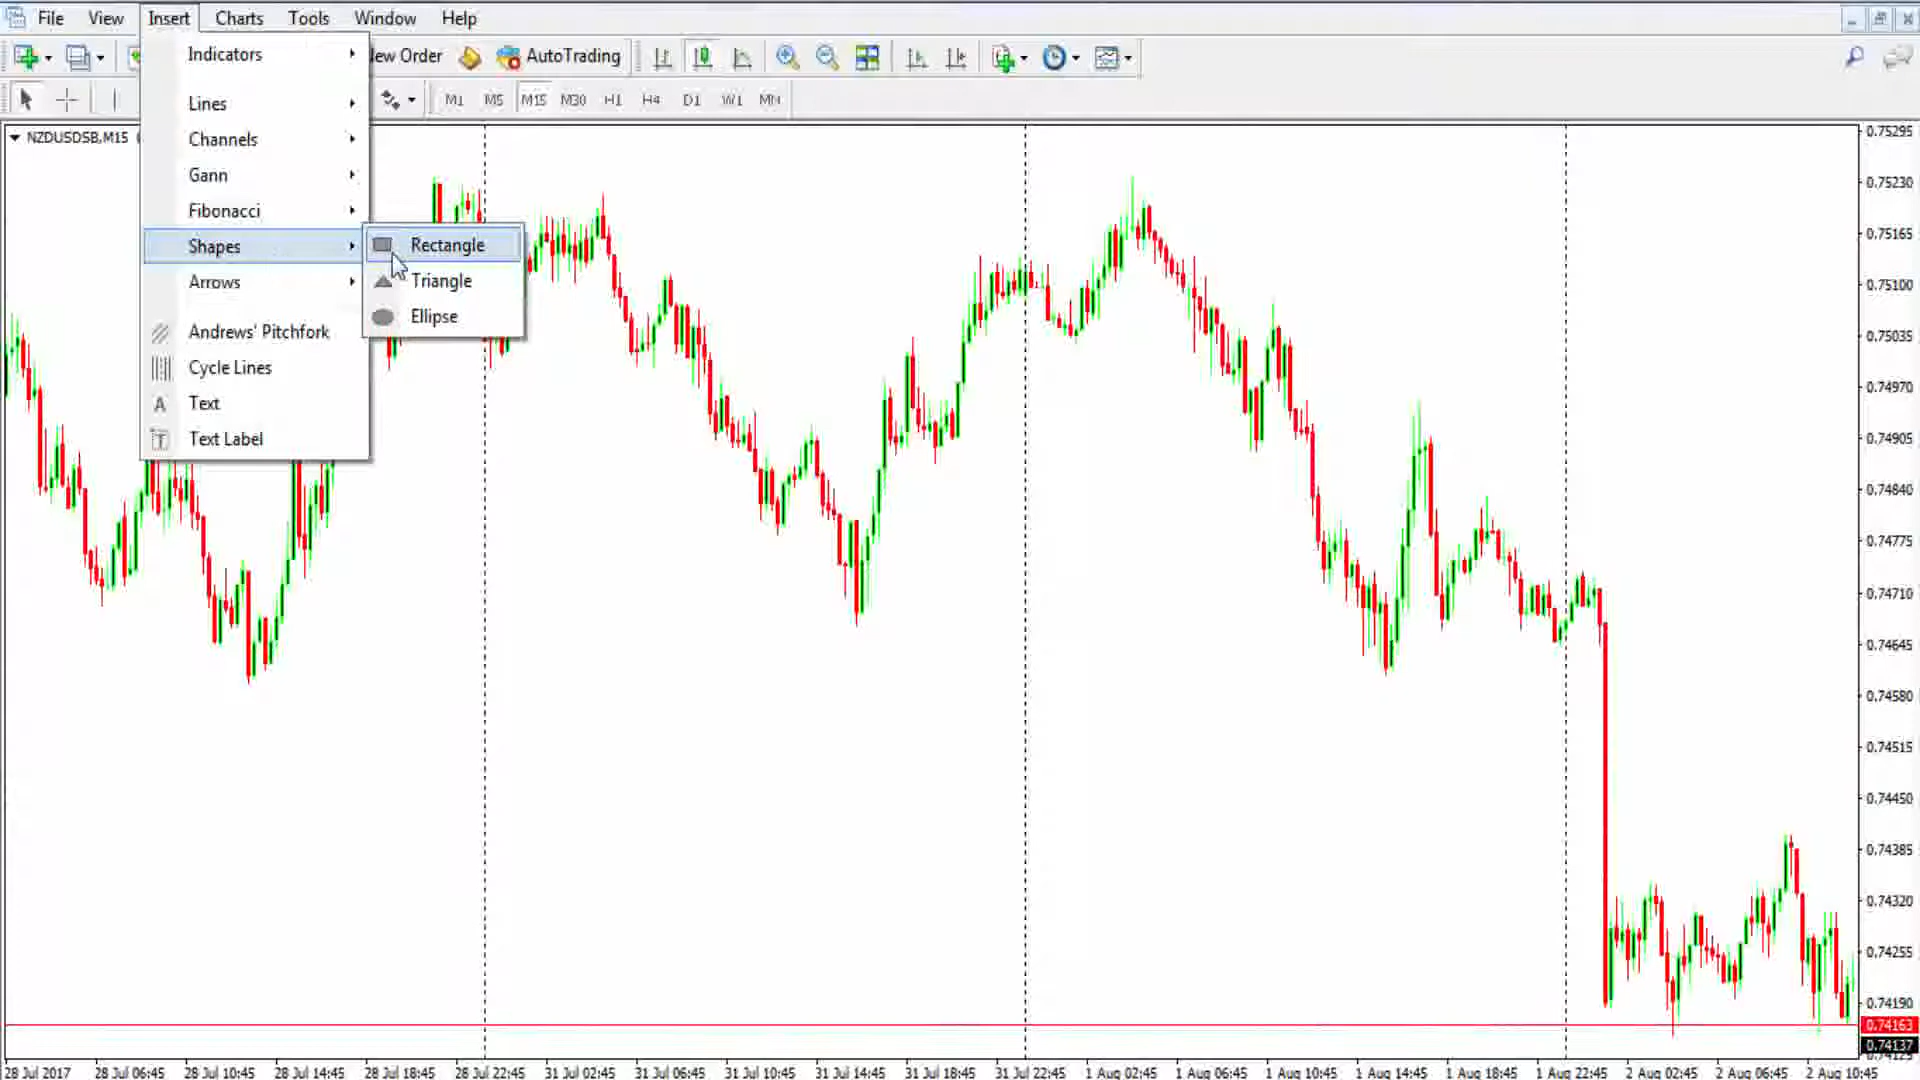 File View Insert Charts Tools Window Help
New Order AutoTrading
M1 M5 M15 M30 H1 H4 D1 W1 MN
NZDUSDSB,M15
Indicators
Lines
Channels
Gann
Fibonacci
Shapes
Arrows
Andrews' Pitchfork
Cycle Lines
A Text
T Text Label
Rectangle
Triangle
Ellipse
0.75295
0.75230
0.75165
0.75100
0.75035
0.74970
0.74905
0.74840
0.74775
0.74710
0.74645
0.74580
0.74515
0.74450
0.74385
0.74320
0.74255
0.74190
0.74163
0.74137
28 Jul 2017 28 Jul 06:45 28 Jul 10:45 28 Jul 14:45 28 Jul 18:45 28 Jul 22:45 31 Jul 02:45 31 Jul 06:45 31 Jul 10:45 31 Jul 14:45 31 Jul 18:45 31 Jul 22:45 1 Aug 02:45 1 Aug 06:45 1 Aug 10:45 1 Aug 14:45 1 Aug 18:45 1 Aug 22:45 2 Aug 02:45 2 Aug 06:45 2 Aug 10:45